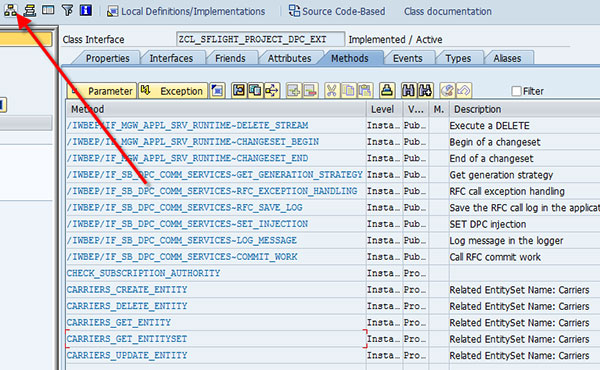 Local Definitions/Implementations Source Code-Based Class documentation
Class Interface ZCL_SFLIGHT_PROJECT_DPC_EXT Implemented / Active
Properties Interfaces Friends Attributes Methods Events Types Aliases
Parameter Exception Filter
Method Level V... M. Description
/IWBEP/IF_MGW_APPL_SRV_RUNTIME~DELETE_STREAM Insta... Pub... Execute a DELETE
/IWBEP/IF_MGW_APPL_SRV_RUNTIME~CHANGESET_BEGIN Insta... Pub... Begin of a changeset
/IWBEP/IF_MGW_APPL_SRV_RUNTIME~CHANGESET_END Insta... Pub... End of a changeset
/IWBEP/IF_SB_DPC_COMM_SERVICES~GET_GENERATION_STRATEGY Insta... Pub... Get generation strategy
/IWBEP/IF_SB_DPC_COMM_SERVICES~RFC_EXCEPTION_HANDLING Insta... Pub... RFC call exception handling
/IWBEP/IF_SB_DPC_COMM_SERVICES~RFC_SAVE_LOG Insta... Pub... Save the RFC call log in the applica
/IWBEP/IF_SB_DPC_COMM_SERVICES~SET_INJECTION Insta... Pub... SET DPC injection
/IWBEP/IF_SB_DPC_COMM_SERVICES~LOG_MESSAGE Insta... Pub... Log message in the logger
/IWBEP/IF_SB_DPC_COMM_SERVICES~COMMIT_WORK Insta... Pub... Call RFC commit work
CHECK_SUBSCRIPTION_AUTHORITY Insta... Pro...
CARRIERS_CREATE_ENTITY Insta... Pro... Related EntitySet Name: Carriers
CARRIERS_DELETE_ENTITY Insta... Pro... Related EntitySet Name: Carriers
CARRIERS_GET_ENTITY Insta... Pro... Related EntitySet Name: Carriers
CARRIERS_GET_ENTITYSET Insta... Pro... Related EntitySet Name: Carriers
CARRIERS_UPDATE_ENTITY Insta... Pro... Related EntitySet Name: Carriers